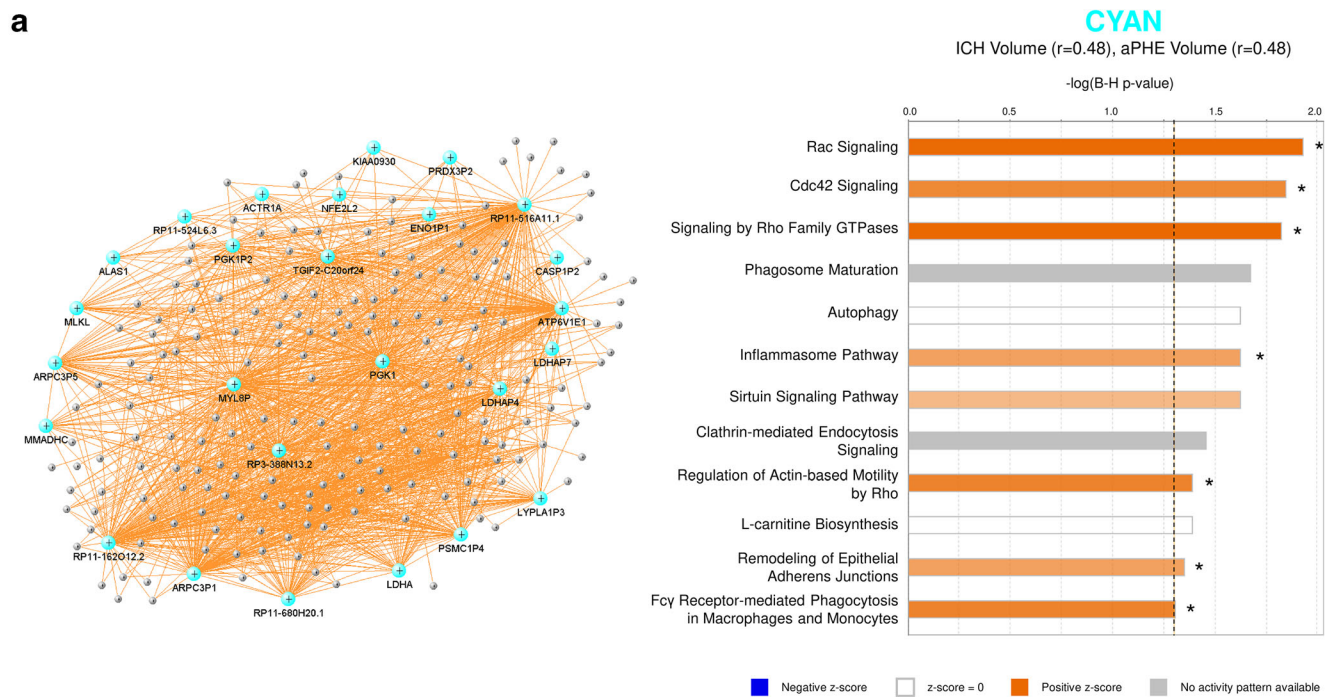 a
CYAN
ICH Volume (r=0.48), aPHE Volume (r=0.48)
-log(B-H p-value)
0.0 0.5 1.0 1.5 2.0
KIAA0930
PRDX3P2
ACTR1A
NFE2L2
RP11-516A11.1
RP11-524L6.3
ENO1P1
PGK1P2
TGIF2-C20orf24
CASP1P2
ALAS1
MLKL
ATP6V1E1
LDHAP7
ARPC3P5
PGK1
MYL8P
LDHAP4
MMADHC
RP3-388N13.2
LYPLA1P3
PSMC1P4
RP11-162O12.2
ARPC3P1
LDHA
RP11-680H20.1
Rac Signaling *
Cdc42 Signaling *
Signaling by Rho Family GTPases *
Phagosome Maturation
Autophagy
Inflammasome Pathway *
Sirtuin Signaling Pathway
Clathrin-mediated Endocytosis
Signaling
Regulation of Actin-based Motility *
by Rho
L-carnitine Biosynthesis
Remodeling of Epithelial *
Adherens Junctions
Fcγ Receptor-mediated Phagocytosis *
in Macrophages and Monocytes
Negative z-score z-score = 0 Positive z-score No activity pattern available